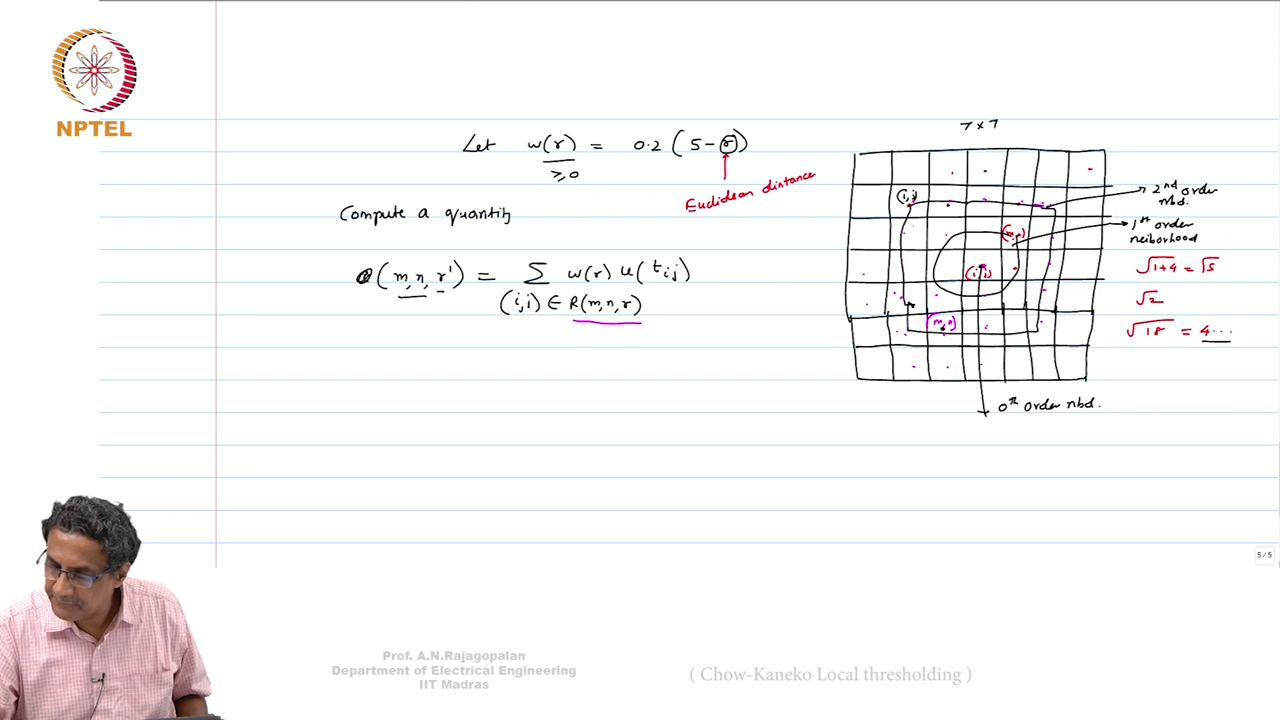 NPTEL
Let w(r) = 0.2 ( 5 - r )
≥0
Euclidean distance
Compute a quantity
( m, n, r' ) = ∑ w(r) u( t ij )
(i,j) ∈ R(m,n,r)
7 x 7
(i,j)
2nd order
nbd.
1st order
neiborhood
(m,n)
(i,j)
√1+4 = √5
√2
(m,n)
√18 = 4...
0th order nbd.
5 / 5
Prof. A.N.Rajagopalan
Department of Electrical Engineering
IIT Madras
( Chow-Kaneko Local thresholding )